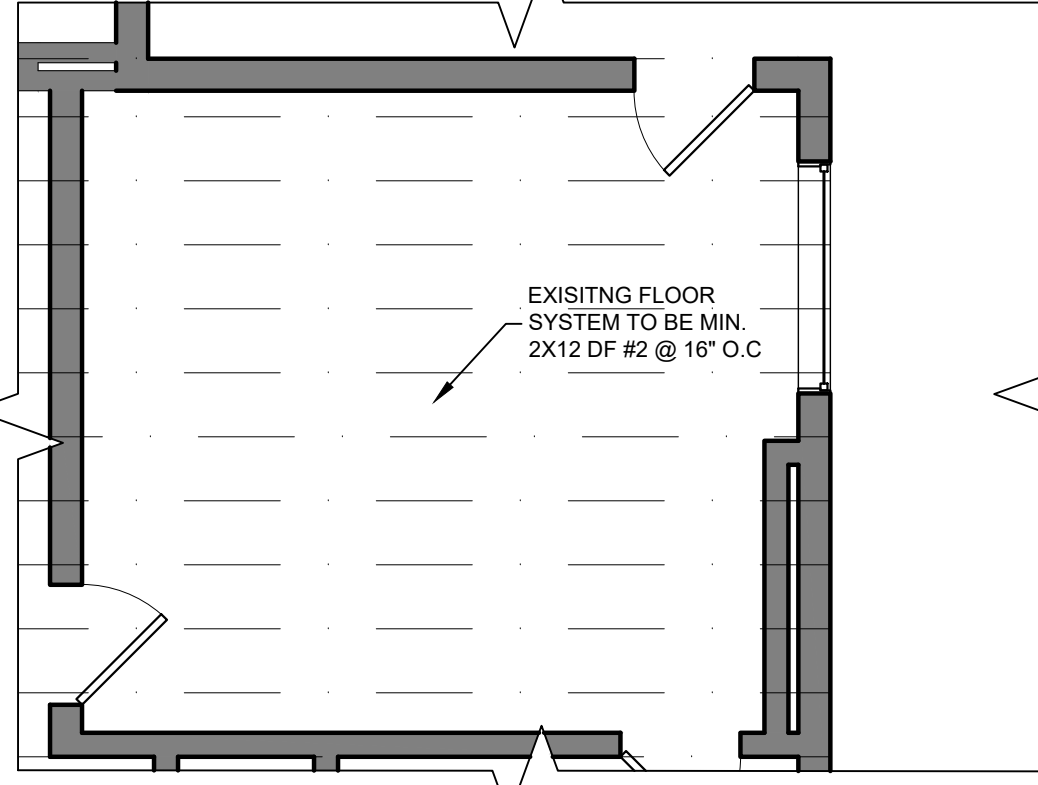 EXISITNG FLOOR
SYSTEM TO BE MIN.
2X12 DF #2 @ 16" O.C